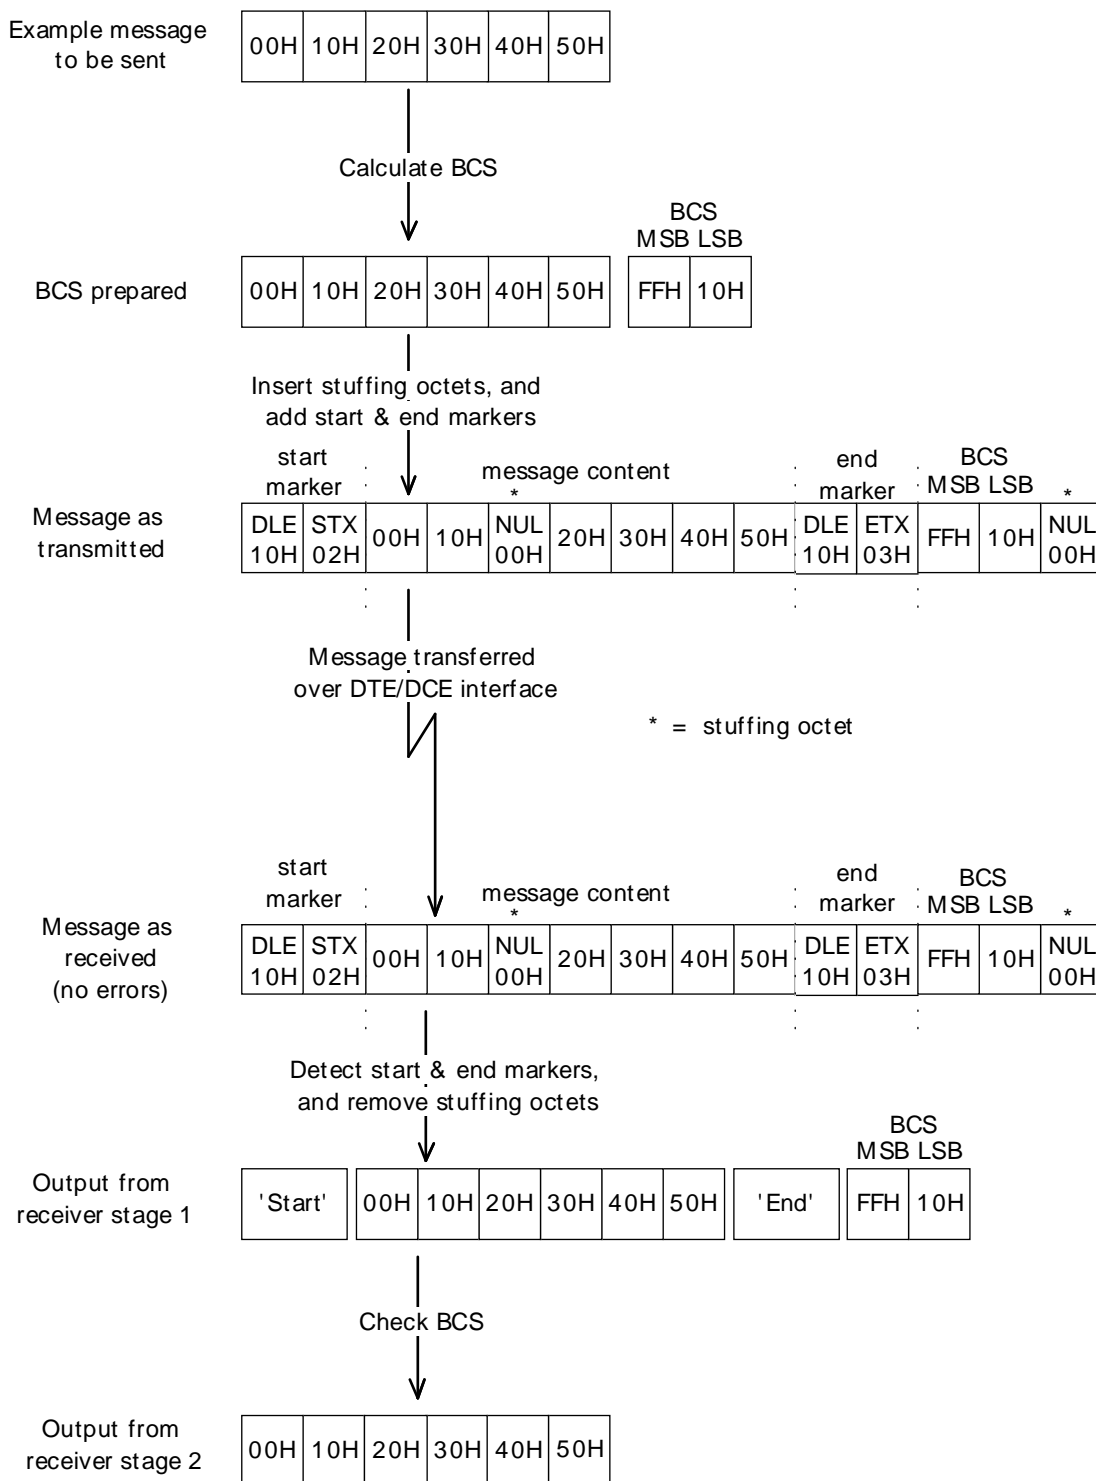 Example message
to be sent
00H 10H 20H 30H 40H 50H
Calculate BCS
BCS
MSB LSB
BCS prepared
00H 10H 20H 30H 40H 50H FFH 10H
Insert stuffing octets, and
add start & end markers
start
marker
message content
*
end
marker
BCS
MSB LSB
*
Message as
transmitted
DLE STX 00H 10H NUL 20H 30H 40H 50H DLE ETX FFH 10H NUL
10H 02H 00H 10H 03H 00H
Message transferred
over DTE/DCE interface
* = stuffing octet
start
marker
message content
*
end
marker
BCS
MSB LSB
*
Message as
received
(no errors)
DLE STX 00H 10H NUL 20H 30H 40H 50H DLE ETX FFH 10H NUL
10H 02H 00H 10H 03H 00H
Detect start & end markers,
and remove stuffing octets
BCS
MSB LSB
Output from
receiver stage 1
'Start' 00H 10H 20H 30H 40H 50H 'End' FFH 10H
Check BCS
Output from
receiver stage 2
00H 10H 20H 30H 40H 50H